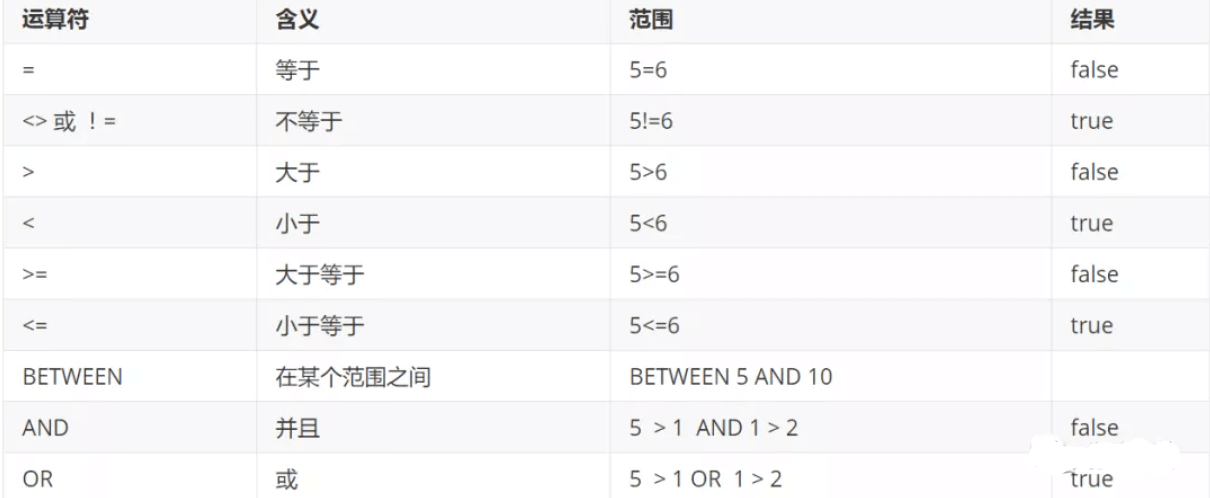 运算符 含义 范围 结果
= 等于 5=6 false
<> 或 ！= 不等于 5!=6 true
> 大于 5>6 false
< 小于 5<6 true
>= 大于等于 5>=6 false
<= 小于等于 5<=6 true
BETWEEN 在某个范围之间 BETWEEN 5 AND 10
AND 并且 5 > 1 AND 1 > 2 false
OR 或 5 > 1 OR 1 > 2 true